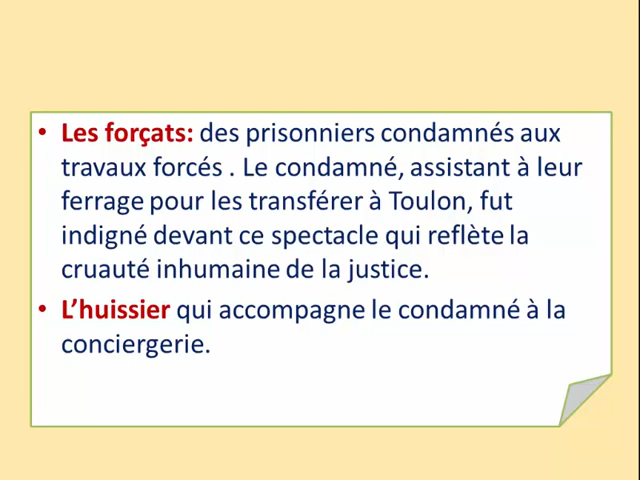 • Les forçats: des prisonniers condamnés aux
travaux forcés . Le condamné, assistant à leur
ferrage pour les transférer à Toulon, fut
indigné devant ce spectacle qui reflète la
cruauté inhumaine de la justice.
• L’huissier qui accompagne le condamné à la
conciergerie.